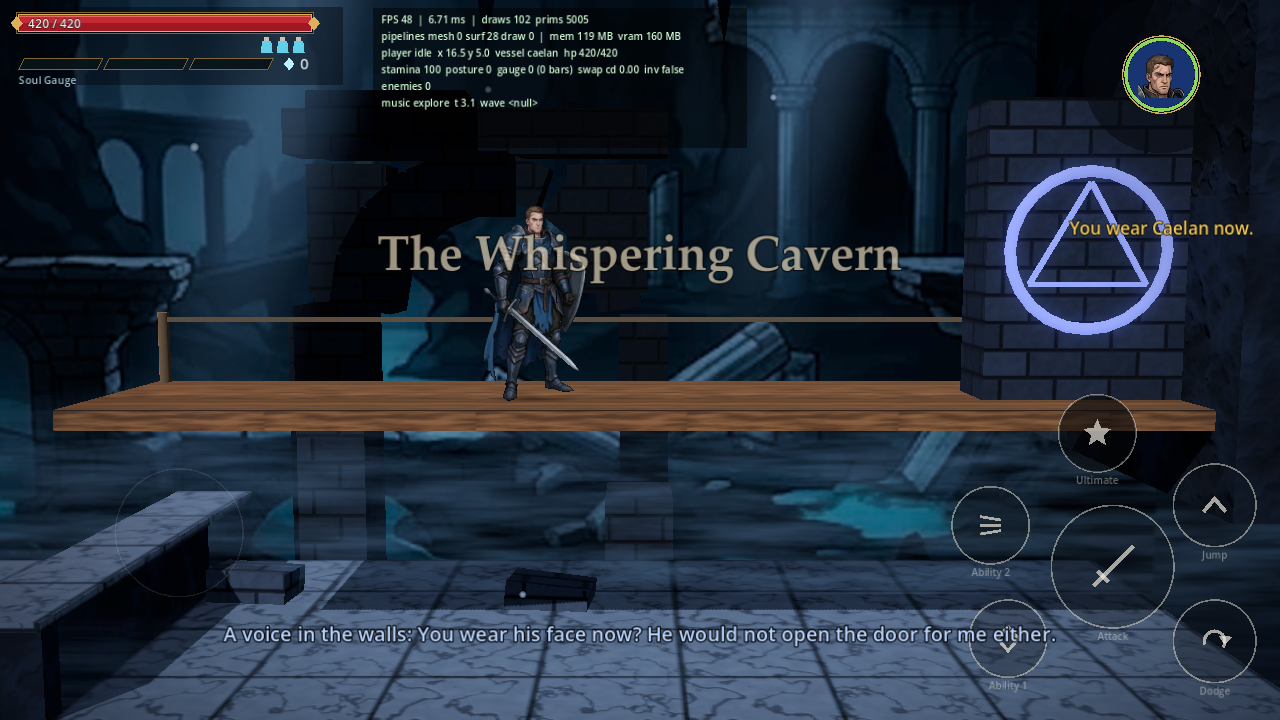 420 / 420
0
Soul Gauge
FPS 48 | 6.71 ms | draws 102 prims 5005
pipelines mesh 0 surf 28 draw 0 | mem 119 MB vram 160 MB
player idle x 16.5 y 5.0 vessel caelan hp 420/420
stamina 100 posture 0 gauge 0 (0 bars) swap cd 0.00 inv false
enemies 0
music explore t 3.1 wave <null>
You wear Caelan now.
The Whispering Cavern
Ultimate
Jump
Ability 2
Attack
A voice in the walls: You wear his face now? He would not open the door for me either.
Ability 1
Dodge